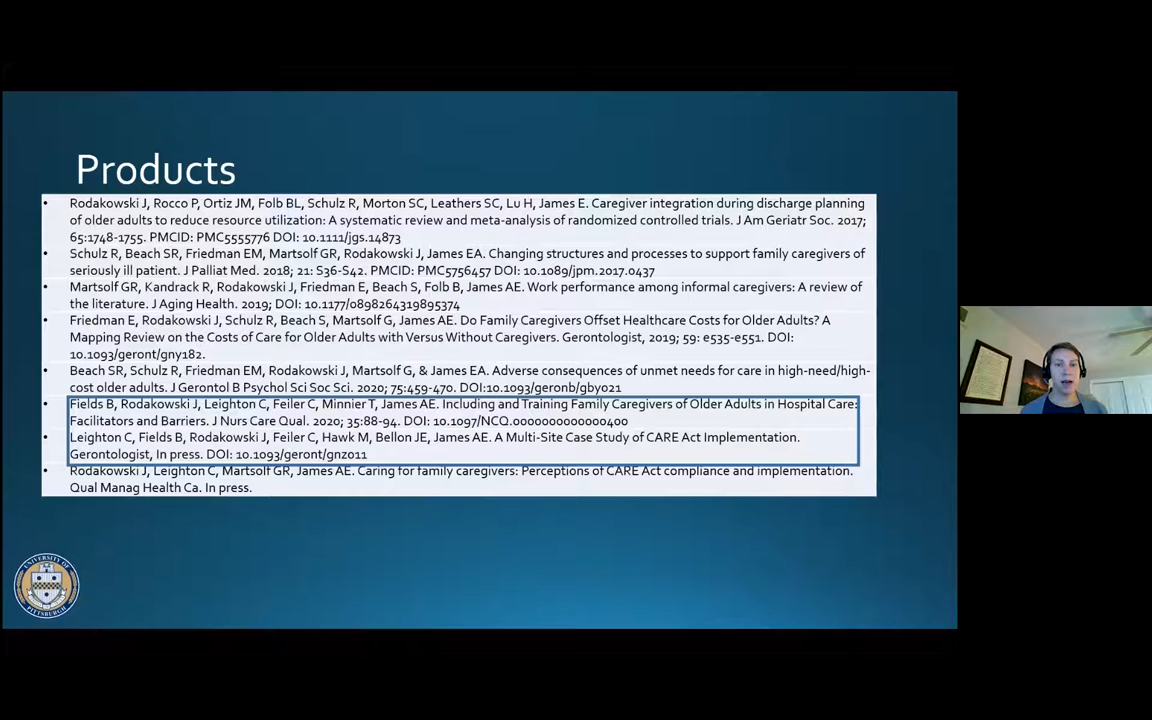 Products
• Rodakowski J, Rocco P, Ortiz JM, Folb BL, Schulz R, Morton SC, Leathers SC, Lu H, James E. Caregiver integration during discharge planning
of older adults to reduce resource utilization: A systematic review and meta-analysis of randomized controlled trials. J Am Geriatr Soc. 2017;
65:1748-1755. PMCID: PMC5555776 DOI: 10.1111/jgs.14873
• Schulz R, Beach SR, Friedman EM, Martsolf GR, Rodakowski J, James EA. Changing structures and processes to support family caregivers of
seriously ill patient. J Palliat Med. 2018; 21: S36-S42. PMCID: PMC5756457 DOI: 10.1089/jpm.2017.0437
• Martsolf GR, Kandrack R, Rodakowski J, Friedman E, Beach S, Folb B, James AE. Work performance among informal caregivers: A review of
the literature. J Aging Health. 2019; DOI: 10.1177/0898264319895374
• Friedman E, Rodakowski J, Schulz R, Beach S, Martsolf G, James AE. Do Family Caregivers Offset Healthcare Costs for Older Adults? A
Mapping Review on the Costs of Care for Older Adults with Versus Without Caregivers. Gerontologist, 2019; 59: e535-e551. DOI:
10.1093/geront/gny182.
• Beach SR, Schulz R, Friedman EM, Rodakowski J, Martsolf G, & James EA. Adverse consequences of unmet needs for care in high-need/high-
cost older adults. J Gerontol B Psychol Sci Soc Sci. 2020; 75:459-470. DOI:10.1093/geronb/gby021
• Fields B, Rodakowski J, Leighton C, Feiler C, Minnier T, James AE. Including and Training Family Caregivers of Older Adults in Hospital Care:
Facilitators and Barriers. J Nurs Care Qual. 2020; 35:88-94. DOI: 10.1097/NCQ.0000000000000400
• Leighton C, Fields B, Rodakowski J, Feiler C, Hawk M, Bellon JE, James AE. A Multi-Site Case Study of CARE Act Implementation.
Gerontologist, In press. DOI: 10.1093/geront/gnz011
• Rodakowski J, Leighton C, Martsolf GR, James AE. Caring for family caregivers: Perceptions of CARE Act compliance and implementation.
Qual Manag Health Ca. In press.
UNIVERSITY OF
PITTSBURGH